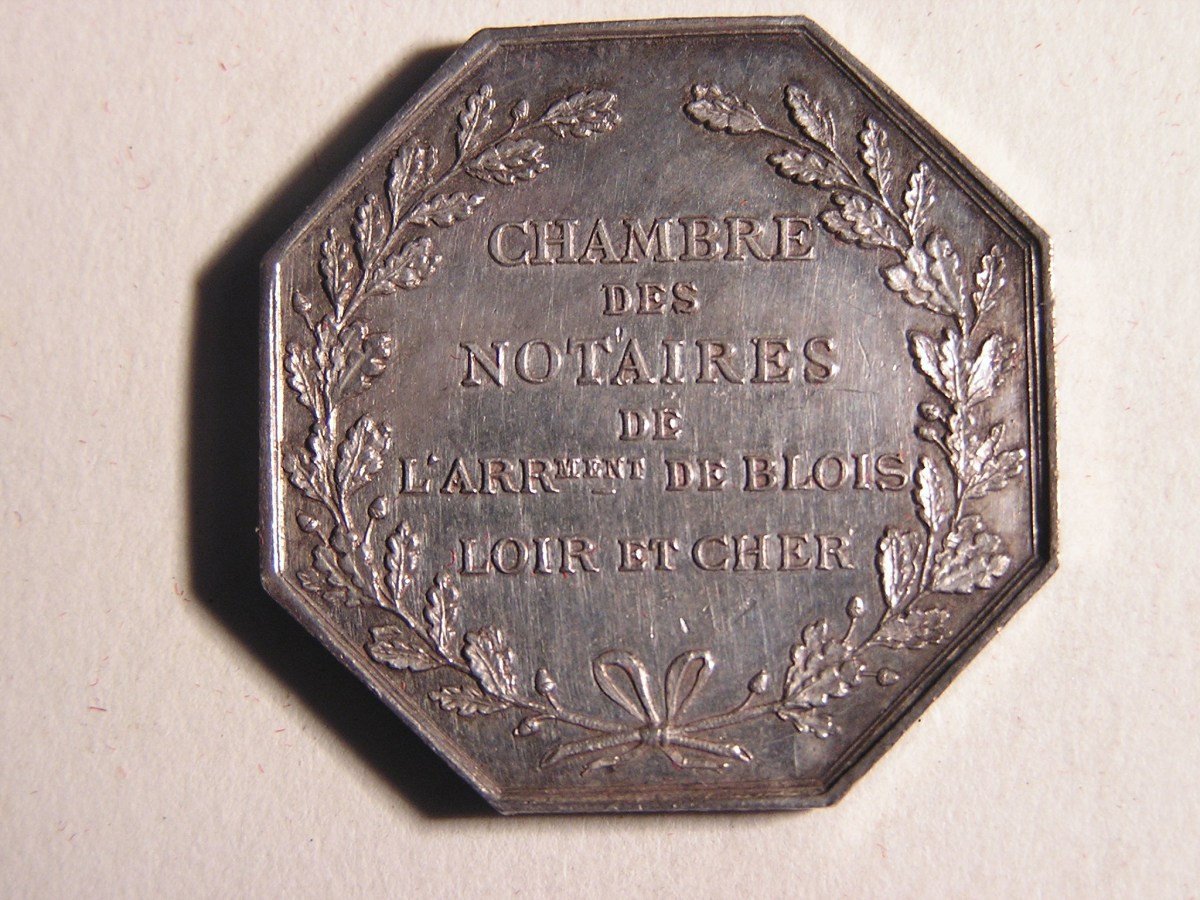 CHAMBRE
DES
NOTAIRES
DE
L'ARRMENT DE BLOIS
LOIR ET CHER